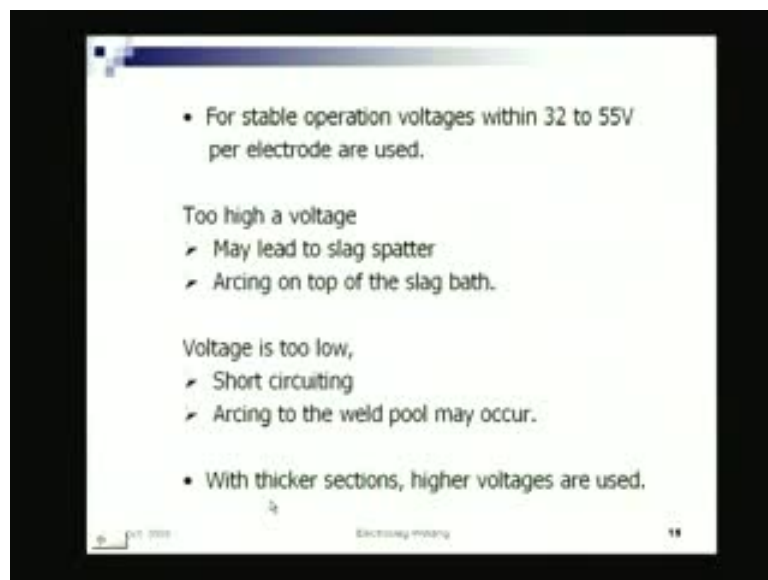 • For stable operation voltages within 32 to 55V
per electrode are used.
Too high a voltage
➢ May lead to slag spatter
➢ Arcing on top of the slag bath.
Voltage is too low,
➢ Short circuiting
➢ Arcing to the weld pool may occur.
• With thicker sections, higher voltages are used.
Electroslag Welding